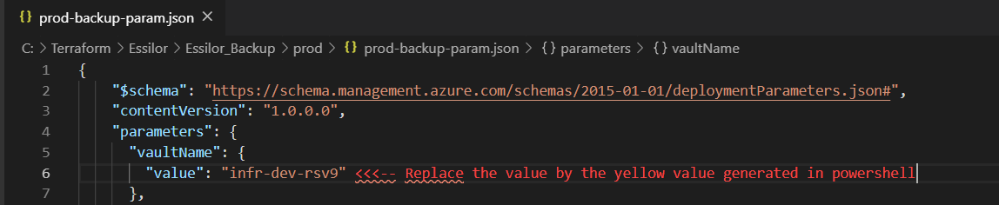 {} prod-backup-param.json ×
C: > Terraform > Essilor > Essilor_Backup > prod > {} prod-backup-param.json > {} parameters > {} vaultName
1 {
2 "$schema": "https://schema.management.azure.com/schemas/2015-01-01/deploymentParameters.json#",
3 "contentVersion": "1.0.0.0",
4 "parameters": {
5 "vaultName": {
6 "value": "infr-dev-rsv9" <<<-- Replace the value by the yellow value generated in powershell
7 },